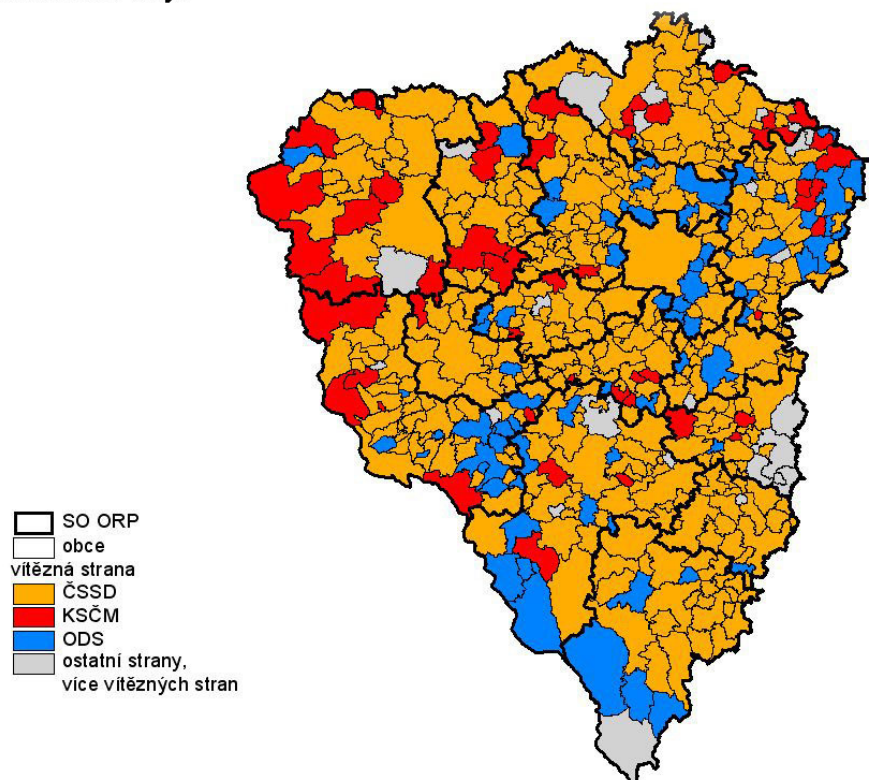 SO ORP
obce
vítězná strana
ČSSD
KSČM
ODS
ostatní strany,
více vítězných stran